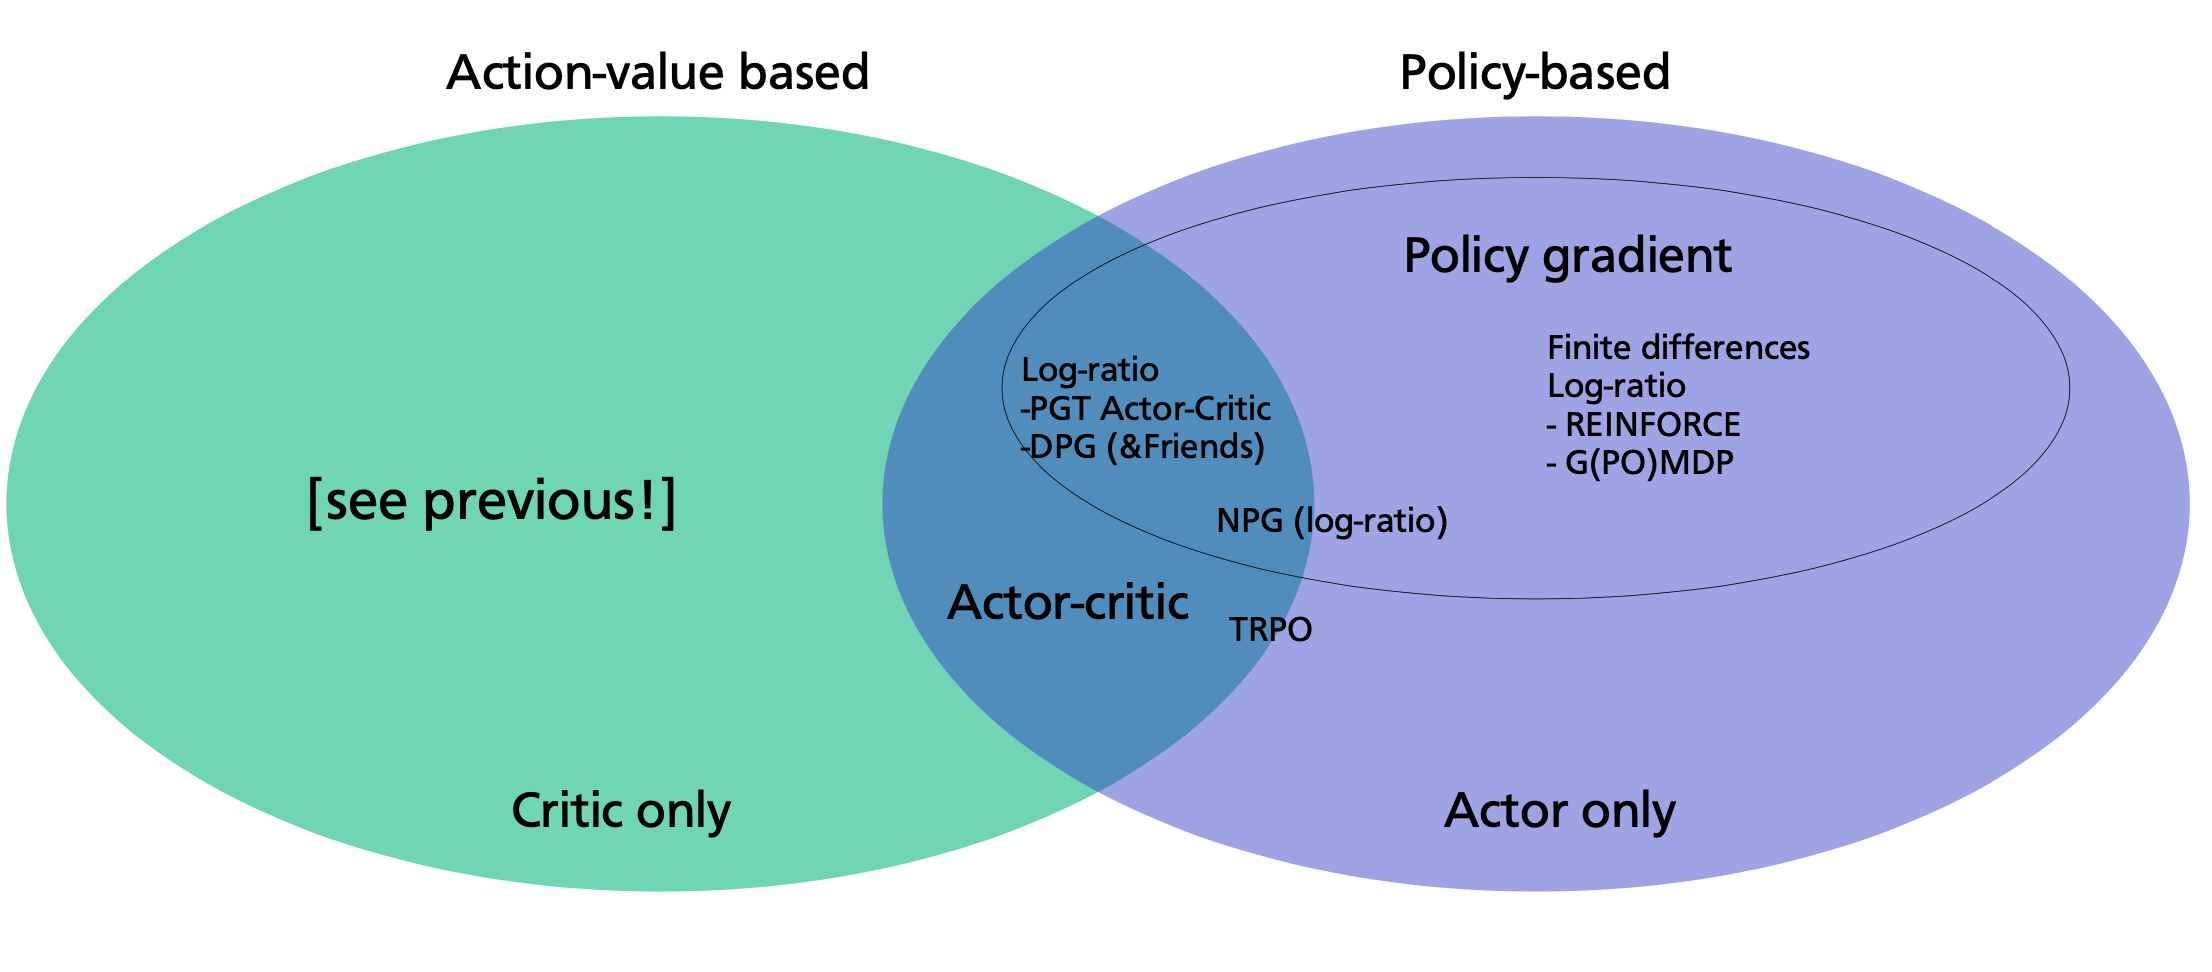 Action-value based
Policy-based
Policy gradient
Finite differences
Log-ratio
- REINFORCE
- G(PO)MDP
Log-ratio
-PGT Actor-Critic
-DPG (&Friends)
[see previous!]
NPG (log-ratio)
Actor-critic
TRPO
Critic only
Actor only